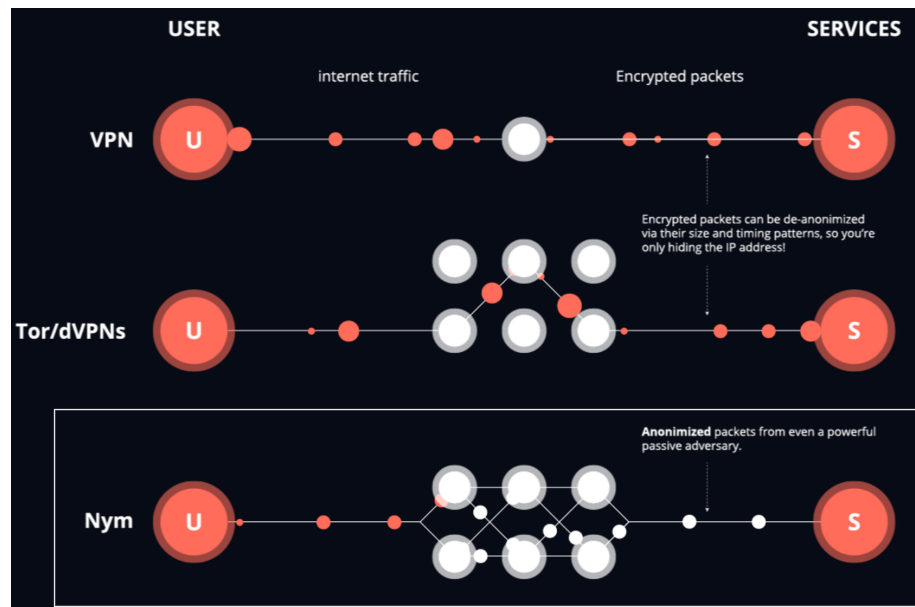 USER
SERVICES
internet traffic
Encrypted packets
VPN
U
S
Encrypted packets can be de-anonimized
via their size and timing patterns, so you're
only hiding the IP address!
Tor/dVPNs
U
S
Anonimized packets from even a powerful
passive adversary.
Nym
U
S